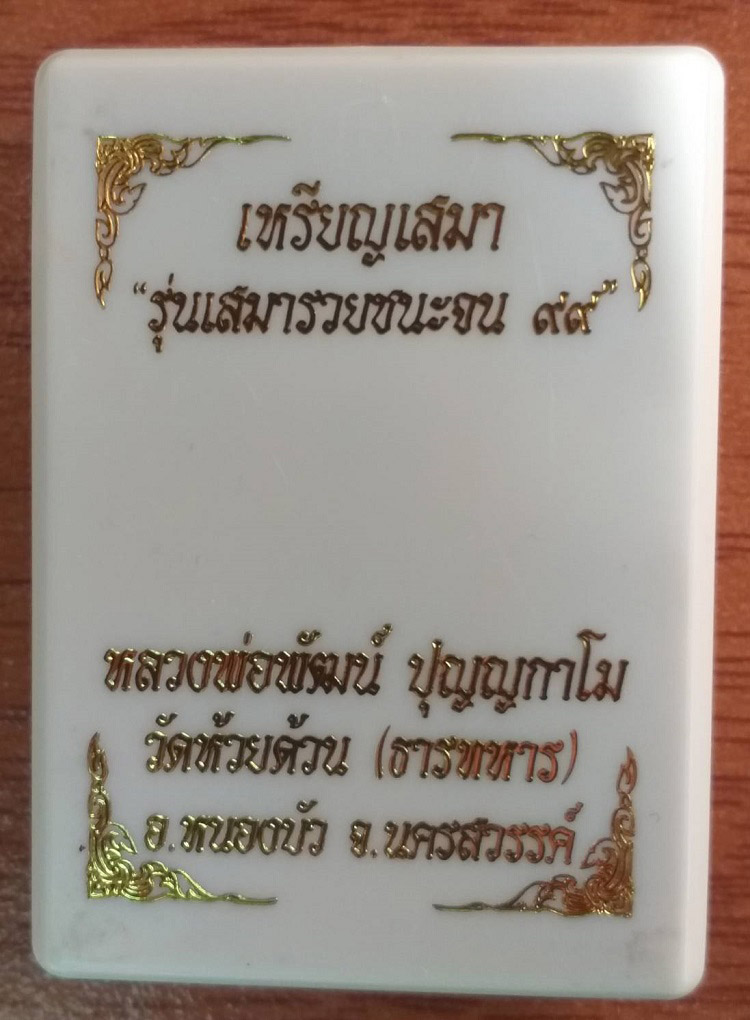 เหรียญเสมา
"รุ่นเสมารวยชนะจน ๙๙"
หลวงพ่อพัฒน์ ปุญญกาโม
วัดห้วยด้วน (ธารทหาร)
อ.หนองบัว จ.นครสวรรค์